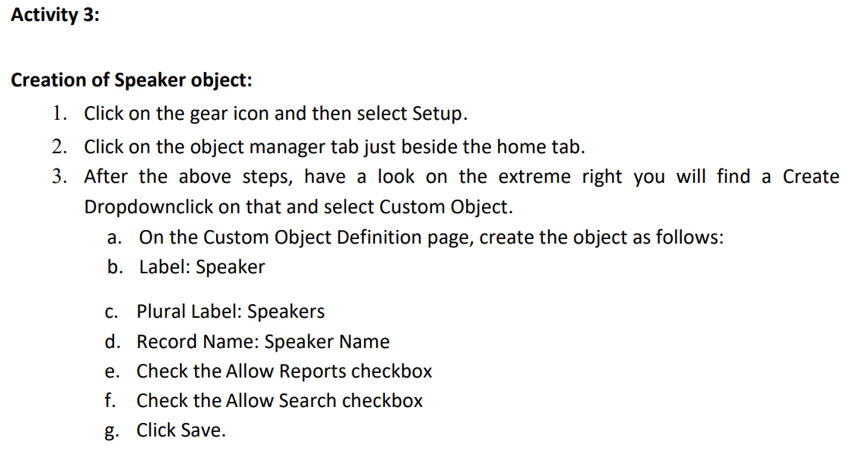 Activity 3:
Creation of Speaker object:
1. Click on the gear icon and then select Setup.
2. Click on the object manager tab just beside the home tab.
3. After the above steps, have a look on the extreme right you will find a Create
Dropdownclick on that and select Custom Object.
a. On the Custom Object Definition page, create the object as follows:
b. Label: Speaker
c. Plural Label: Speakers
d. Record Name: Speaker Name
e. Check the Allow Reports checkbox
f. Check the Allow Search checkbox
g. Click Save.